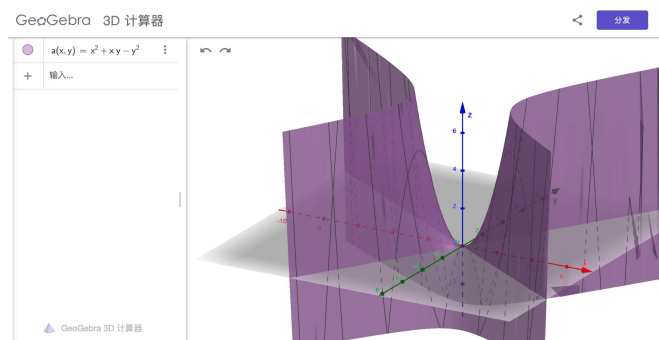 GeoGebra 3D 计算器
分发
a(x, y) = x² + x y − y²
输入...
z
6
4
2
-10
8
GeoGebra 3D 计算器